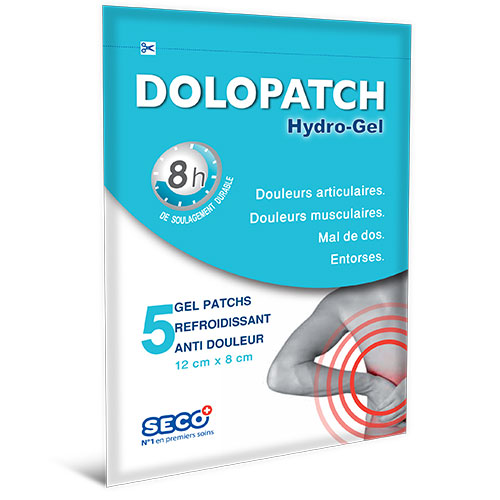 DOLOPATCH
Hydro-Gel
8h
DE SOULAGEMENT DURABLE
Douleurs articulaires.
Douleurs musculaires.
Mal de dos.
Entorses.
5 GEL PATCHS
REFROIDISSANT
ANTI DOULEUR
12 cm x 8 cm
SECO+
N°1 en premiers soins